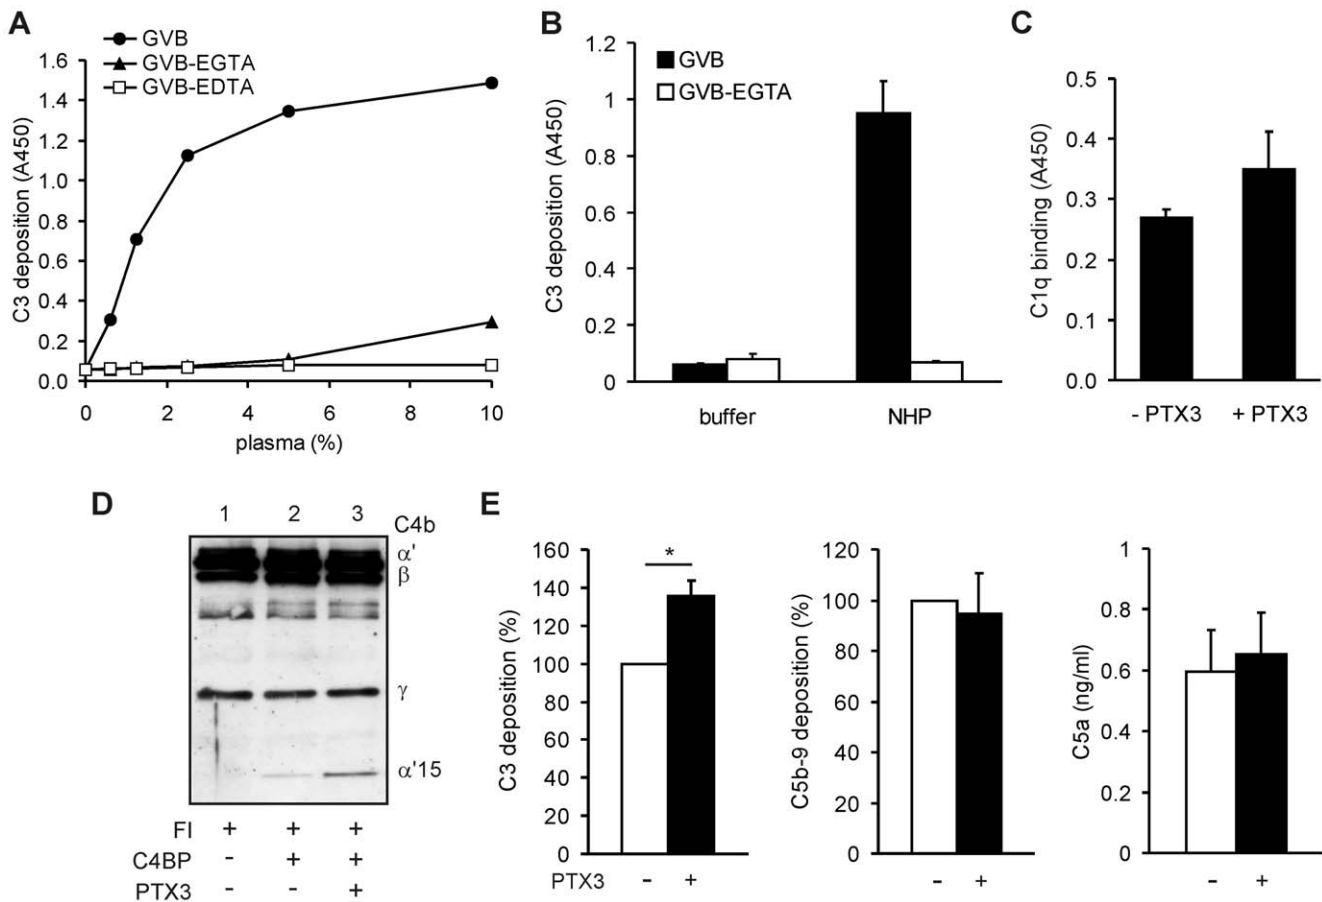 A
GVB
GVB-EGTA
GVB-EDTA
1.6
1.4
1.2
1.0
0.8
0.6
0.4
0.2
0.0
C3 deposition (A450)
0 2 4 6 8 10
plasma (%)
B
GVB
GVB-EGTA
1.2
1
0.8
0.6
0.4
0.2
0
C3 deposition (A450)
buffer NHP
C
0.5
0.4
0.3
0.2
0.1
0.0
C1q binding (A450)
- PTX3 + PTX3
D
1 2 3 C4b
α'
β
γ
α'15
FI + + +
C4BP - + +
PTX3 - - +
E
160
140
120
100
80
60
40
20
0
C3 deposition (%)
*
PTX3 - +
120
100
80
60
40
20
0
C5b-9 deposition (%)
- +
1
0.8
0.6
0.4
0.2
0
C5a (ng/ml)
- +